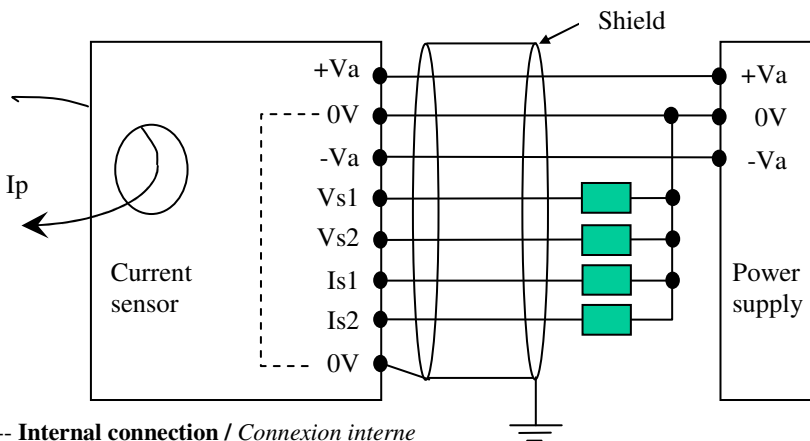 Shield
+Va
0V
-Va
Vs1
Vs2
Is1
Is2
0V
Ip
Current
sensor
+Va
0V
-Va
Power
supply
-- Internal connection / Connexion interne